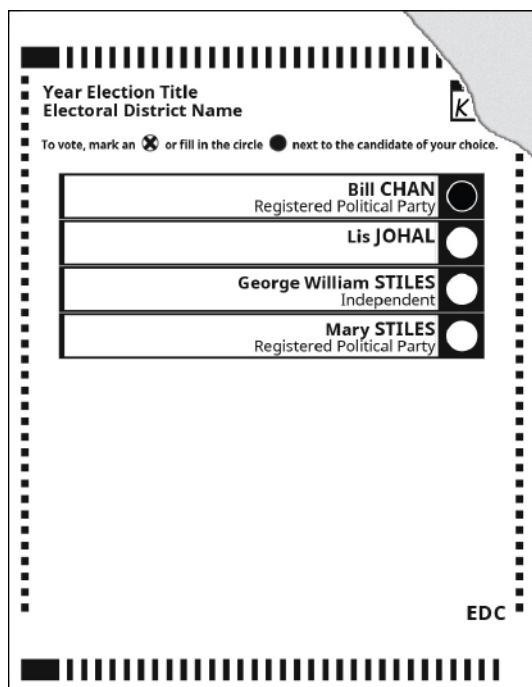 Year Election Title
Electoral District Name
K
To vote, mark an or fill in the circle next to the candidate of your choice.
Bill CHAN
Registered Political Party
Lis JOHAL
George William STILES
Independent
Mary STILES
Registered Political Party
EDC